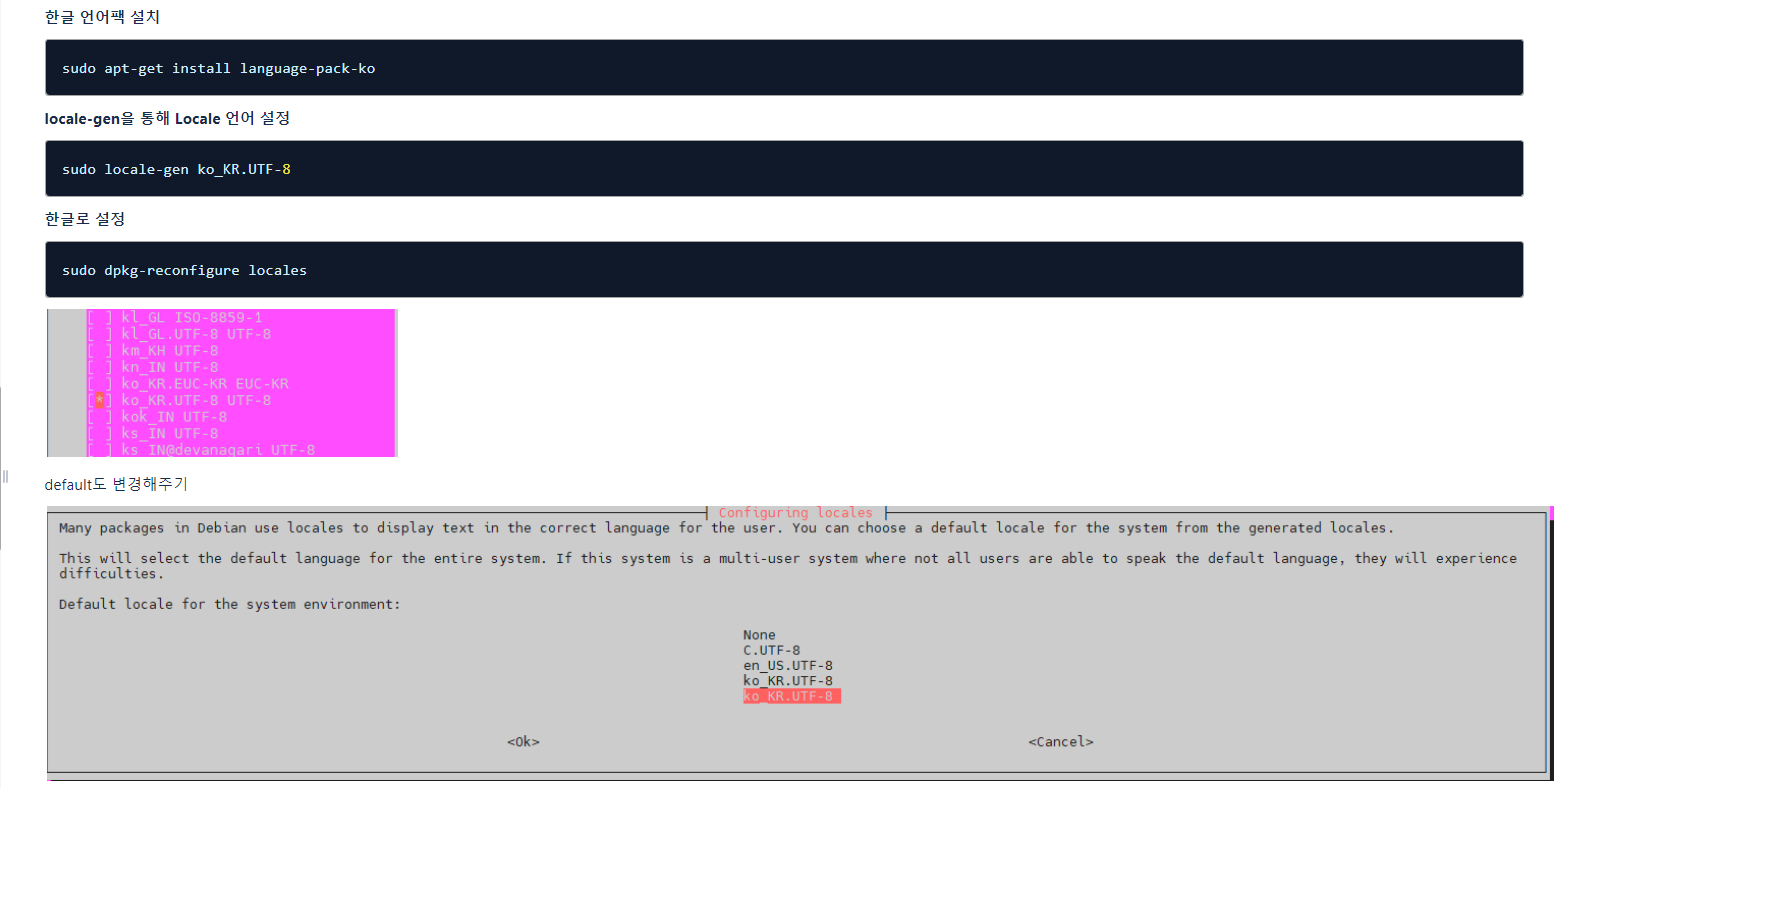 한글 언어팩 설치
sudo apt-get install language-pack-ko
locale-gen을 통해 Locale 언어 설정
sudo locale-gen ko_KR.UTF-8
한글로 설정
sudo dpkg-reconfigure locales
[ ] kl_GL ISO-8859-1
[ ] kl_GL.UTF-8 UTF-8
[ ] km_KH UTF-8
[ ] kn_IN UTF-8
[ ] ko_KR.EUC-KR EUC-KR
[*] ko_KR.UTF-8 UTF-8
[ ] kok_IN UTF-8
[ ] ks_IN UTF-8
[ ] ks_IN@devanagari UTF-8
default도 변경해주기
Configuring locales
Many packages in Debian use locales to display text in the correct language for the user. You can choose a default locale for the system from the generated locales.
This will select the default language for the entire system. If this system is a multi-user system where not all users are able to speak the default language, they will experience
difficulties.
Default locale for the system environment:
None
C.UTF-8
en_US.UTF-8
ko_KR.UTF-8
ko_KR.UTF-8
<Ok> <Cancel>